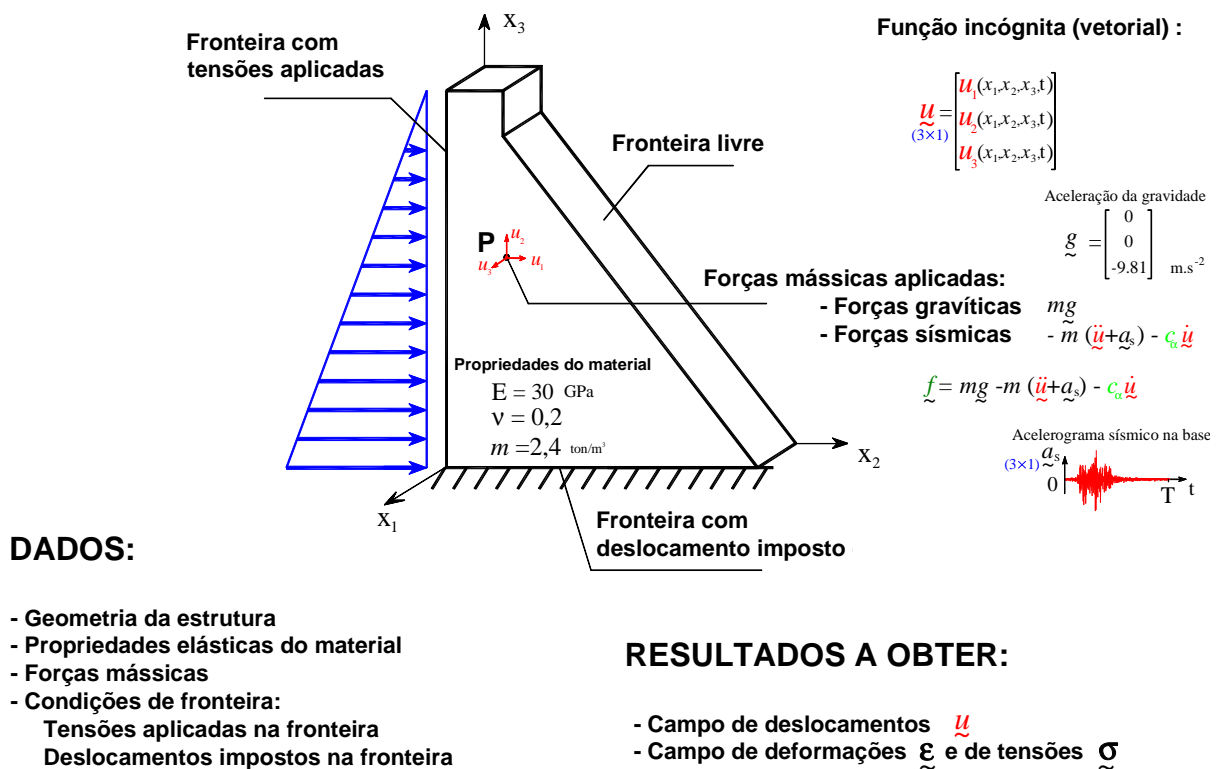 x₃
Fronteira com
tensões aplicadas
Função incógnita (vetorial) :
u = [u₁(x₁,x₂,x₃,t)
(3×1) u₂(x₁,x₂,x₃,t)
u₃(x₁,x₂,x₃,t)]
Fronteira livre
Aceleração da gravidade
g = [0
0
-9.81] m.s⁻²
P u₂
u₃ u₁
Forças mássicas aplicadas:
- Forças gravíticas mg
- Forças sísmicas - m (ü+aₛ) - c_α u̇
f = mg -m (ü+aₛ) - c_α u̇
Propriedades do material
E = 30 GPa
ν = 0,2
m =2,4 ton/m³
x₂
x₁
Acelerograma sísmico na base
(3×1) aₛ
0 T t
Fronteira com
deslocamento imposto
DADOS:
- Geometria da estrutura
- Propriedades elásticas do material
- Forças mássicas
- Condições de fronteira:
Tensões aplicadas na fronteira
Deslocamentos impostos na fronteira
RESULTADOS A OBTER:
- Campo de deslocamentos u
- Campo de deformações ε e de tensões σ